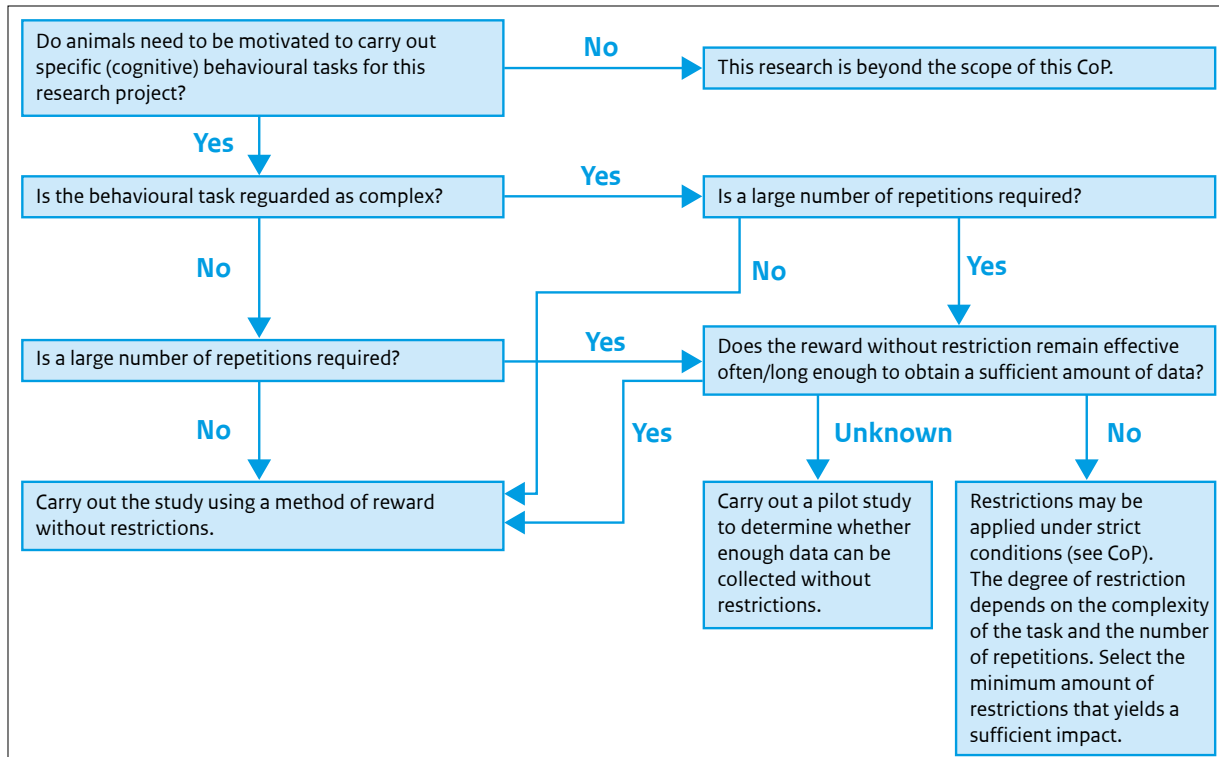 Do animals need to be motivated to carry out
specific (cognitive) behavioural tasks for this
research project?
No
This research is beyond the scope of this CoP.
Yes
Is the behavioural task reguarded as complex?
Yes
Is a large number of repetitions required?
No
No
Yes
Is a large number of repetitions required?
Yes
Does the reward without restriction remain effective
often/long enough to obtain a sufficient amount of data?
No
Yes
Unknown
No
Carry out the study using a method of reward
without restrictions.
Carry out a pilot study
to determine whether
enough data can be
collected without
restrictions.
Restrictions may be
applied under strict
conditions (see CoP).
The degree of restriction
depends on the complexity
of the task and the number
of repetitions. Select the
minimum amount of
restrictions that yields a
sufficient impact.